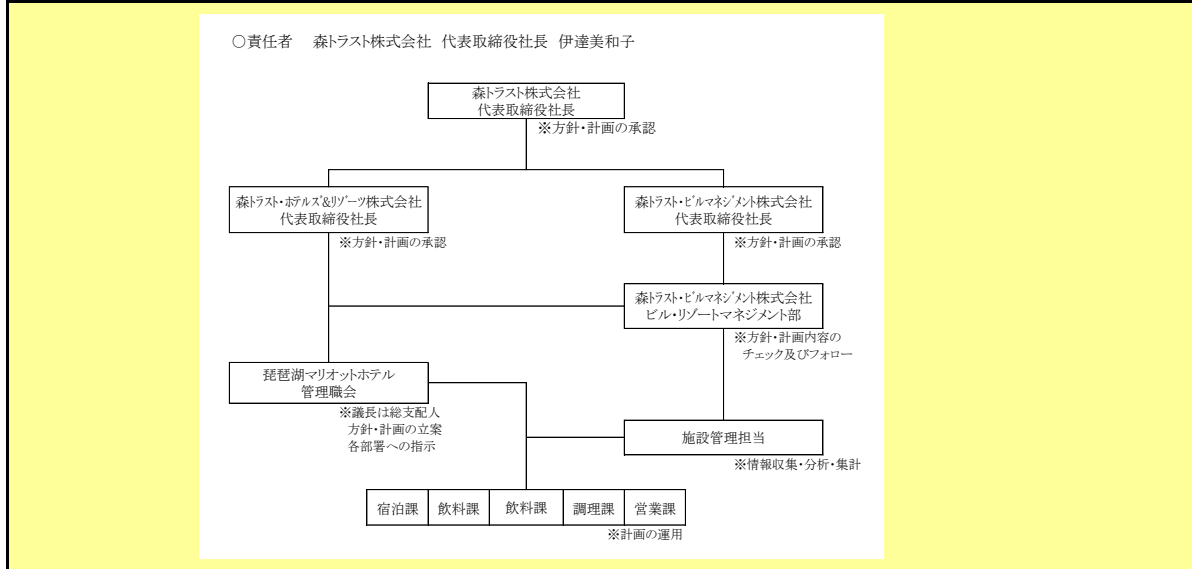 ○責任者 森トラスト株式会社 代表取締役社長 伊達美和子
森トラスト株式会社
代表取締役社長
※方針・計画の承認
森トラスト・ホテルズ&リゾーツ株式会社
代表取締役社長
※方針・計画の承認
森トラスト・ビルマネジメント株式会社
代表取締役社長
※方針・計画の承認
森トラスト・ビルマネジメント株式会社
ビル・リゾートマネジメント部
※方針・計画内容の
チェック及びフォロー
琵琶湖マリオットホテル
管理職会
※議長は総支配人
方針・計画の立案
各部署への指示
施設管理担当
※情報収集・分析・集計
宿泊課 飲料課 飲料課 調理課 営業課
※計画の運用